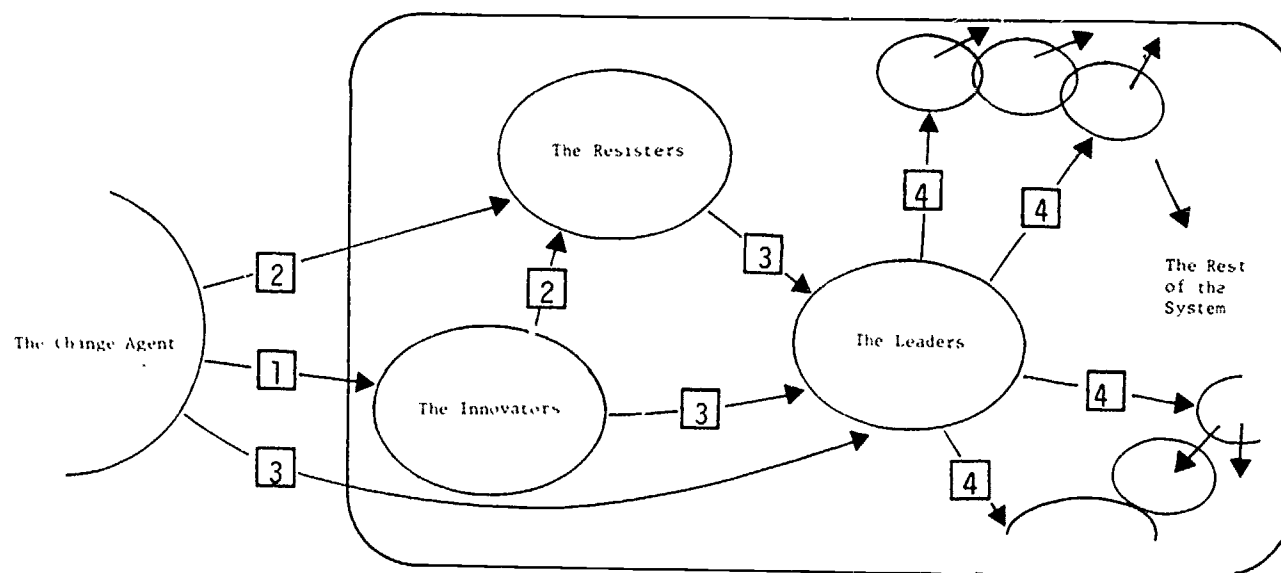 4
4
The Resisters
2
3
2
The Rest
of the
System
The Change Agent
The Leaders
1
4
The Innovators
3
3
4